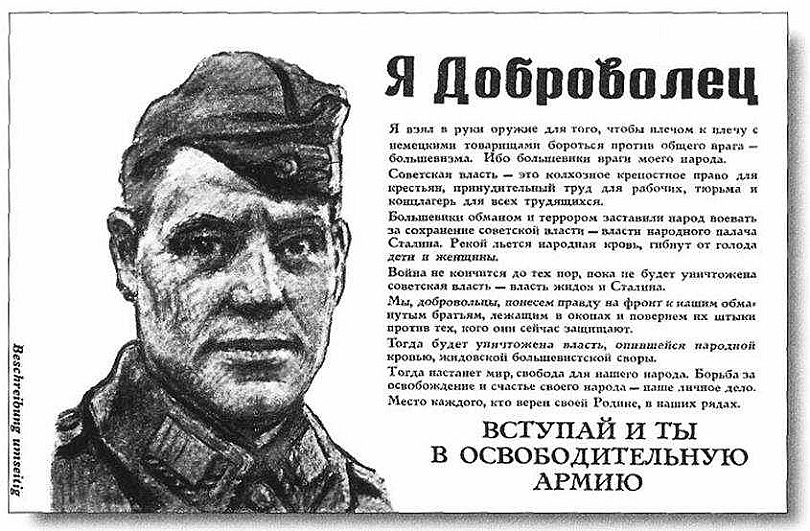 Я Доброволец
Я взял в руки оружие для того, чтобы плечом к плечу с
немецкими товарищами бороться против общего врага —
большевизма. Ибо большевики враги моего народа.
Советская власть — это колхозное крепостное право для
крестьян, принудительный труд для рабочих, тюрьма и
концлагерь для всех трудящихся.
Большевики обманом и террором заставили народ воевать
за сохранение советской власти — власти народного палача
Сталина. Рекой льется народная кровь, гибнут от голода
дети и женщины.
Война не кончится до тех пор, пока не будет уничтожена
советская власть — власть жидов и Сталина.
Мы, добровольцы, понесем правду на фронт к нашим обма-
нутым братьям, лежащим в окопах и повернем их штыки
против тех, кого они сейчас защищают.
Тогда будет уничтожена власть, опившейся народной
кровью, жидовской большевистской своры.
Тогда настанет мир, свобода для нашего народа. Борьба за
освобождение и счастье своего народа — наше личное дело.
Место каждого, кто верен своей Родине, в наших рядах.
ВСТУПАЙ И ТЫ
В ОСВОБОДИТЕЛЬНУЮ
АРМИЮ
Beschreibung umseitig